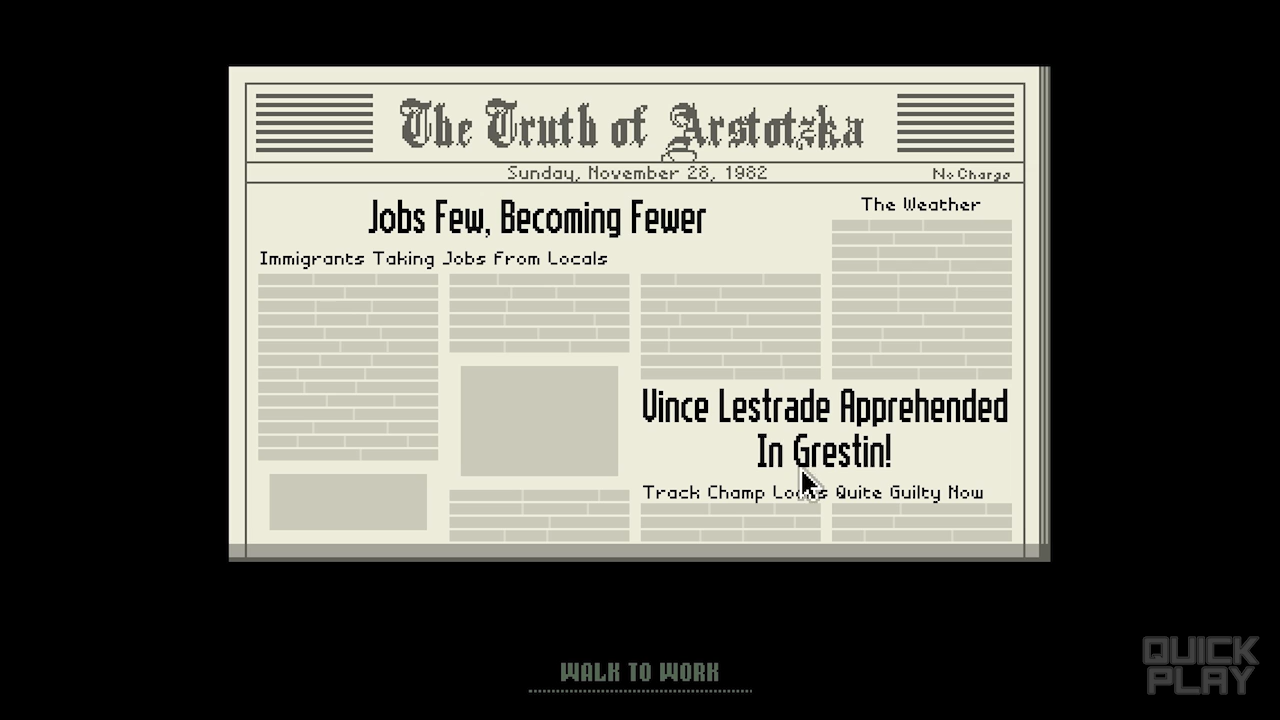 The Truth of Arstotzka
Sunday, November 28, 1982
No Charge
Jobs Few, Becoming Fewer
Immigrants Taking Jobs From Locals
The Weather
Vince Lestrade Apprehended
In Grestin!
Track Champ Looks Quite Guilty Now
WALK TO WORK
QUICK
PLAY